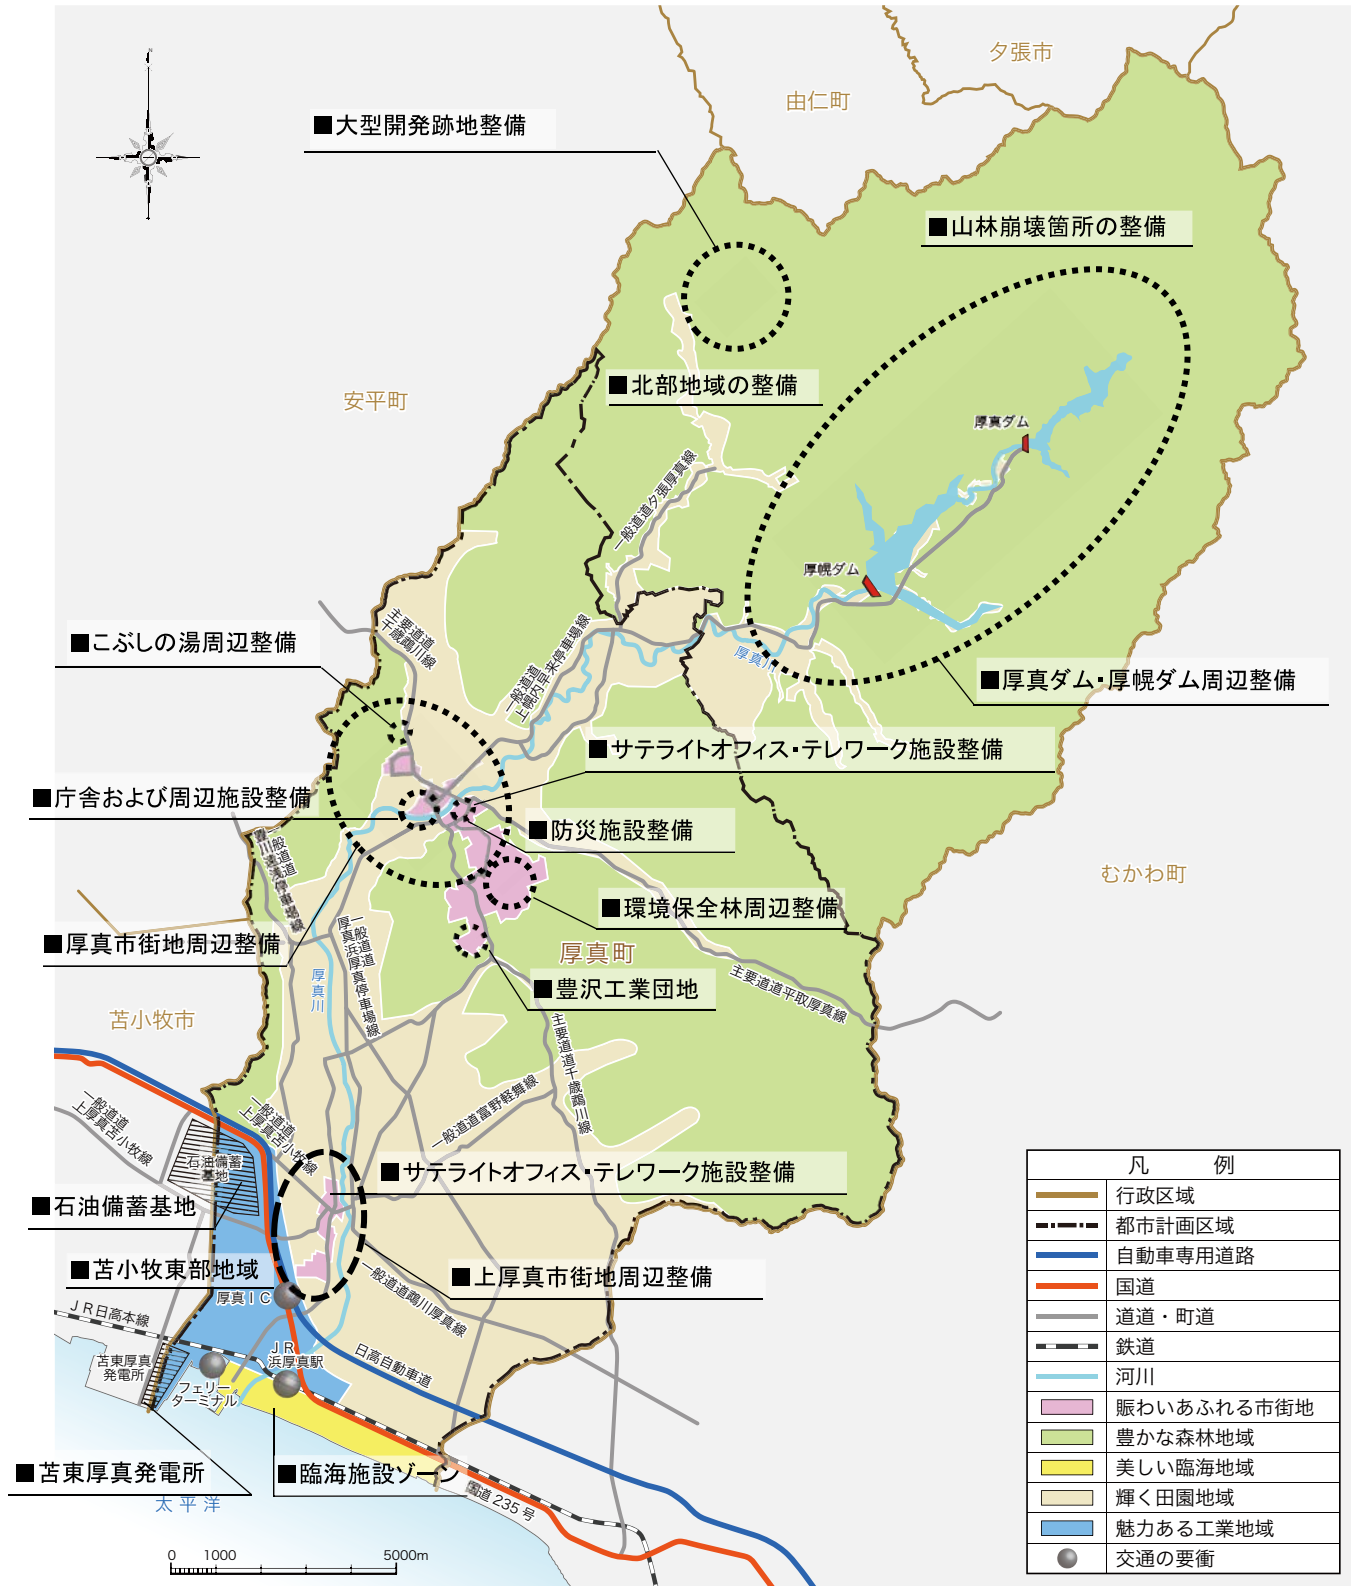 N
夕張市
由仁町
■大型開発跡地整備
■山林崩壊箇所の整備
■北部地域の整備
安平町
厚真ダム
一般道道夕張厚真線
厚幌ダム
主要道道
千歳鵡川線
■こぶしの湯周辺整備
一般道道
上幌内早来停車場線
厚真川
■厚真ダム・厚幌ダム周辺整備
■サテライトオフィス・テレワーク施設整備
■庁舎および周辺施設整備
■防災施設整備
一般道道
豊川遠浅停車場線
むかわ町
■環境保全林周辺整備
■厚真市街地周辺整備
一般道道
厚真浜厚真停車場線
厚真町
厚真川
■豊沢工業団地
主要道道平取厚真線
苫小牧市
主要道道千歳鵡川線
一般道道富野軽舞線
一般道道
上厚真苫小牧線
一般道道
上厚真苫小牧線
石油備蓄
基地
■サテライトオフィス・テレワーク施設整備
■石油備蓄基地
■苫小牧東部地域
■上厚真市街地周辺整備
厚真IC
一般道道鵡川厚真線
JR日高本線
JR
浜厚真駅
日高自動車道
苫東厚真
発電所
フェリー
ターミナル
■苫東厚真発電所
■臨海施設ゾーン
国道235号
太平洋
0 1000 5000m
凡 例
行政区域
都市計画区域
自動車専用道路
国道
道道・町道
鉄道
河川
賑わいあふれる市街地
豊かな森林地域
美しい臨海地域
輝く田園地域
魅力ある工業地域
交通の要衝